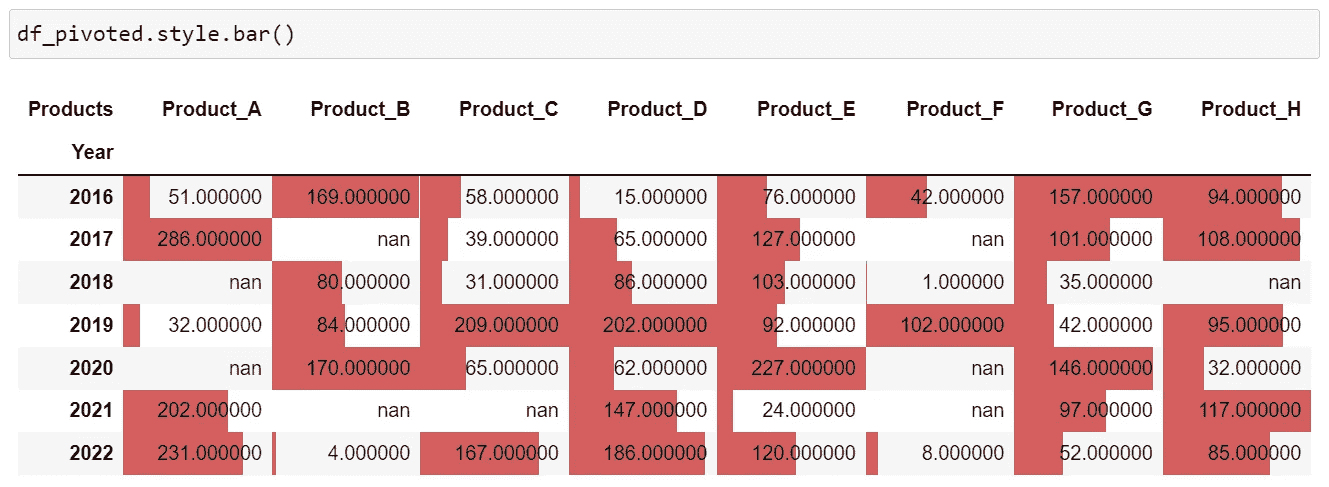 df_pivoted.style.bar()
Products Product_A Product_B Product_C Product_D Product_E Product_F Product_G Product_H
Year
2016 51.000000 169.000000 58.000000 15.000000 76.000000 42.000000 157.000000 94.000000
2017 286.000000 nan 39.000000 65.000000 127.000000 nan 101.000000 108.000000
2018 nan 80.000000 31.000000 86.000000 103.000000 1.000000 35.000000 nan
2019 32.000000 84.000000 209.000000 202.000000 92.000000 102.000000 42.000000 95.000000
2020 nan 170.000000 65.000000 62.000000 227.000000 nan 146.000000 32.000000
2021 202.000000 nan nan 147.000000 24.000000 nan 97.000000 117.000000
2022 231.000000 4.000000 167.000000 186.000000 120.000000 8.000000 52.000000 85.000000